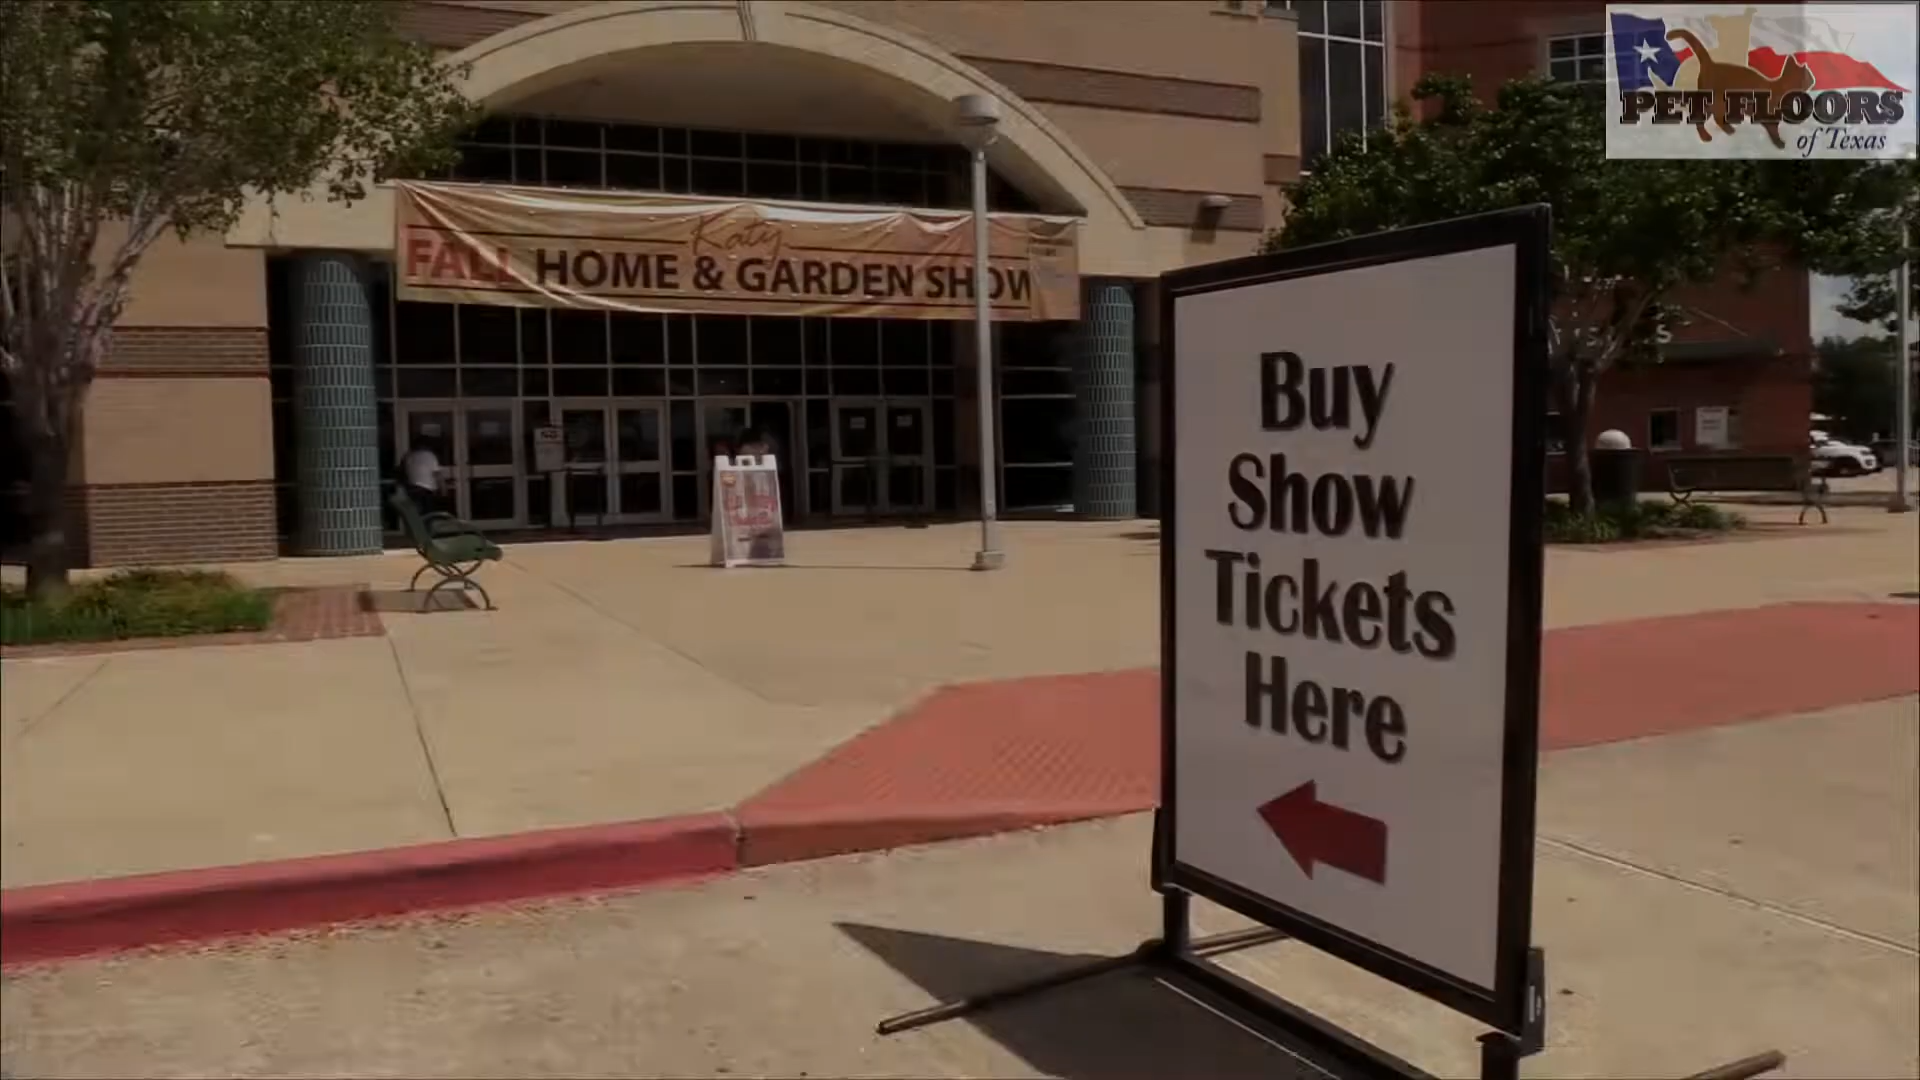 PET FLOORS
of Texas
Katy
FALL HOME & GARDEN SHOW
Buy
Show
Tickets
Here